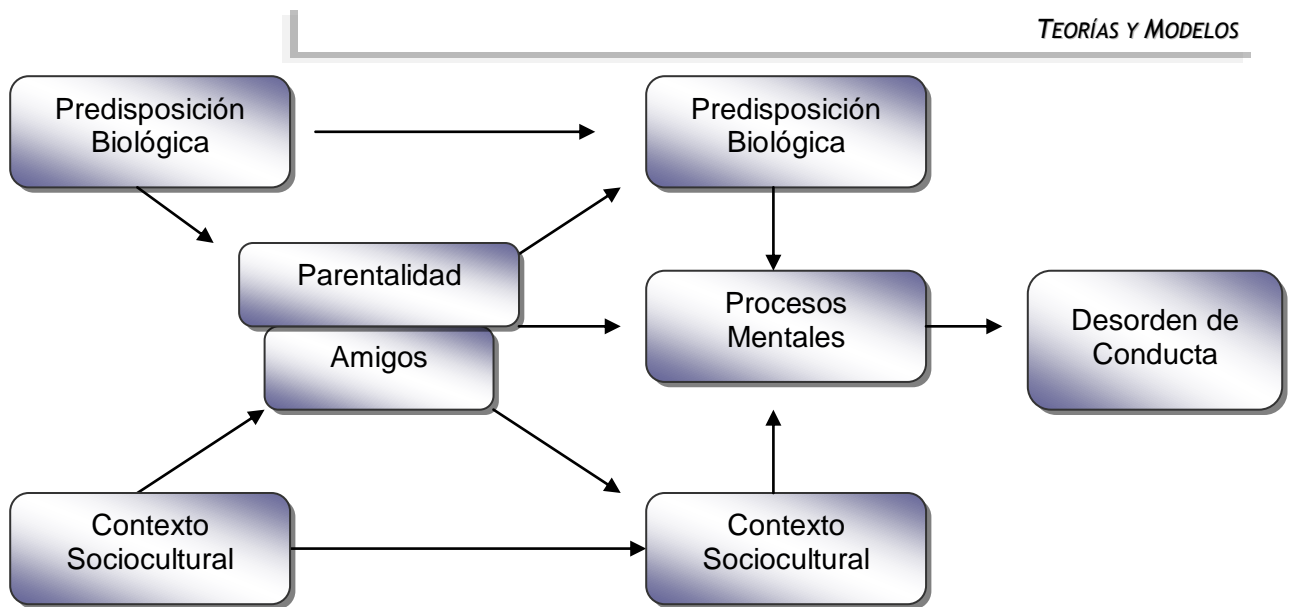 TEORÍAS Y MODELOS
Predisposición
Biológica
Predisposición
Biológica
Parentalidad
Amigos
Procesos
Mentales
Desorden de
Conducta
Contexto
Sociocultural
Contexto
Sociocultural